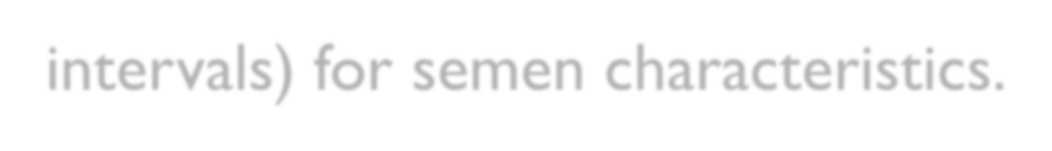 intervals) for semen characteristics.